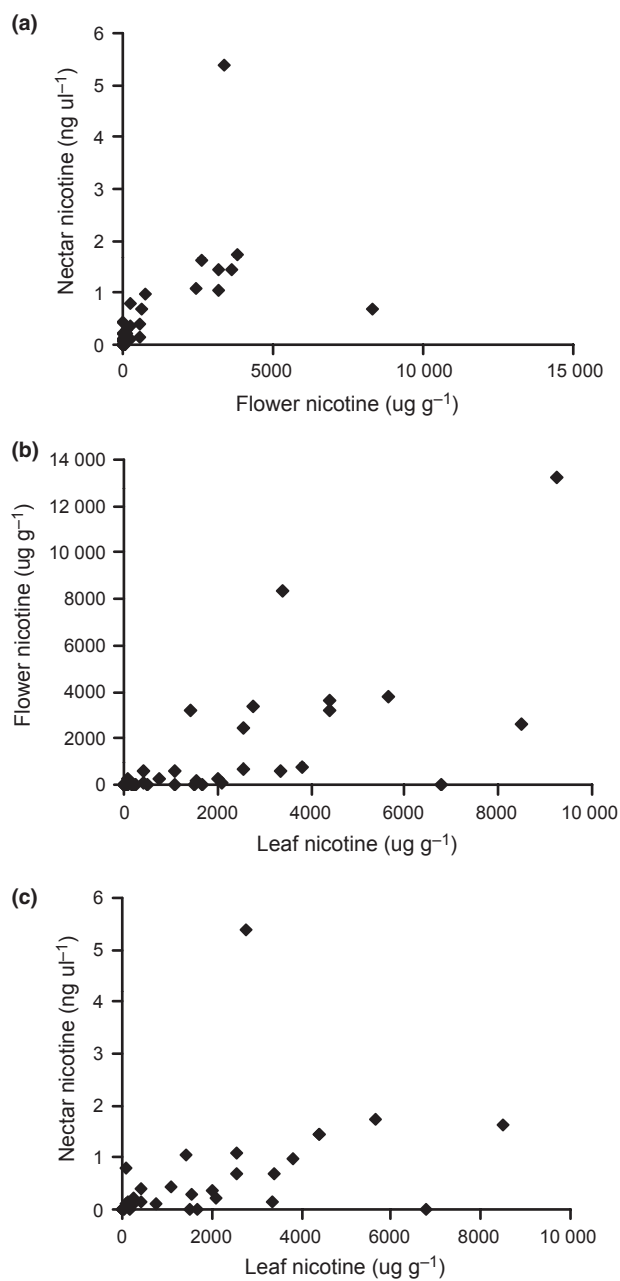 (a)
Nectar nicotine (ng ul⁻¹)
6
5
4
3
2
1
0
0 5000 10 000 15 000
Flower nicotine (ug g⁻¹)
(b)
Flower nicotine (ug g⁻¹)
14 000
12 000
10 000
8000
6000
4000
2000
0
0 2000 4000 6000 8000 10 000
Leaf nicotine (ug g⁻¹)
(c)
Nectar nicotine (ng ul⁻¹)
6
5
4
3
2
1
0
0 2000 4000 6000 8000 10 000
Leaf nicotine (ug g⁻¹)